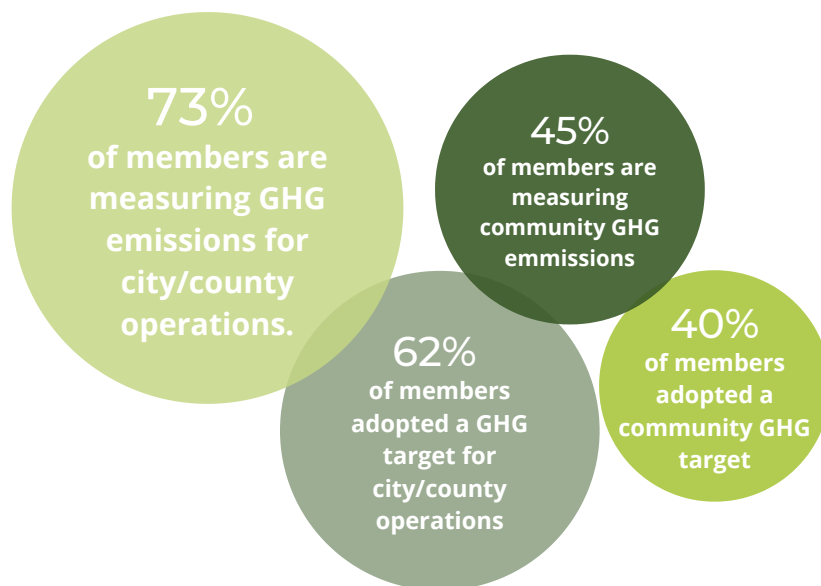 73%
of members are
measuring GHG
emissions for
city/county
operations.
45%
of members are
measuring
community GHG
emmissions
62%
of members
adopted a GHG
target for
city/county
operations
40%
of members
adopted a
community GHG
target